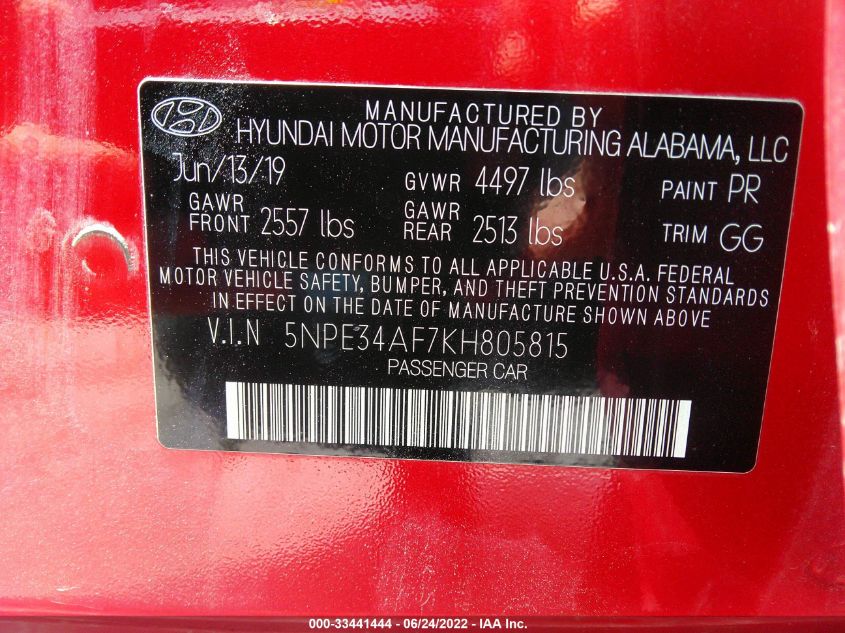 MANUFACTURED BY
HYUNDAI MOTOR MANUFACTURING ALABAMA, LLC
Jun/13/19 GVWR 4497 lbs PAINT PR
GAWR FRONT 2557 lbs GAWR REAR 2513 lbs TRIM GG
THIS VEHICLE CONFORMS TO ALL APPLICABLE U.S.A. FEDERAL
MOTOR VEHICLE SAFETY, BUMPER, AND THEFT PREVENTION STANDARDS
IN EFFECT ON THE DATE OF MANUFACTURE SHOWN ABOVE
V.I.N 5NPE34AF7KH805815
PASSENGER CAR
000-33441444 - 06/24/2022 - IAA Inc.